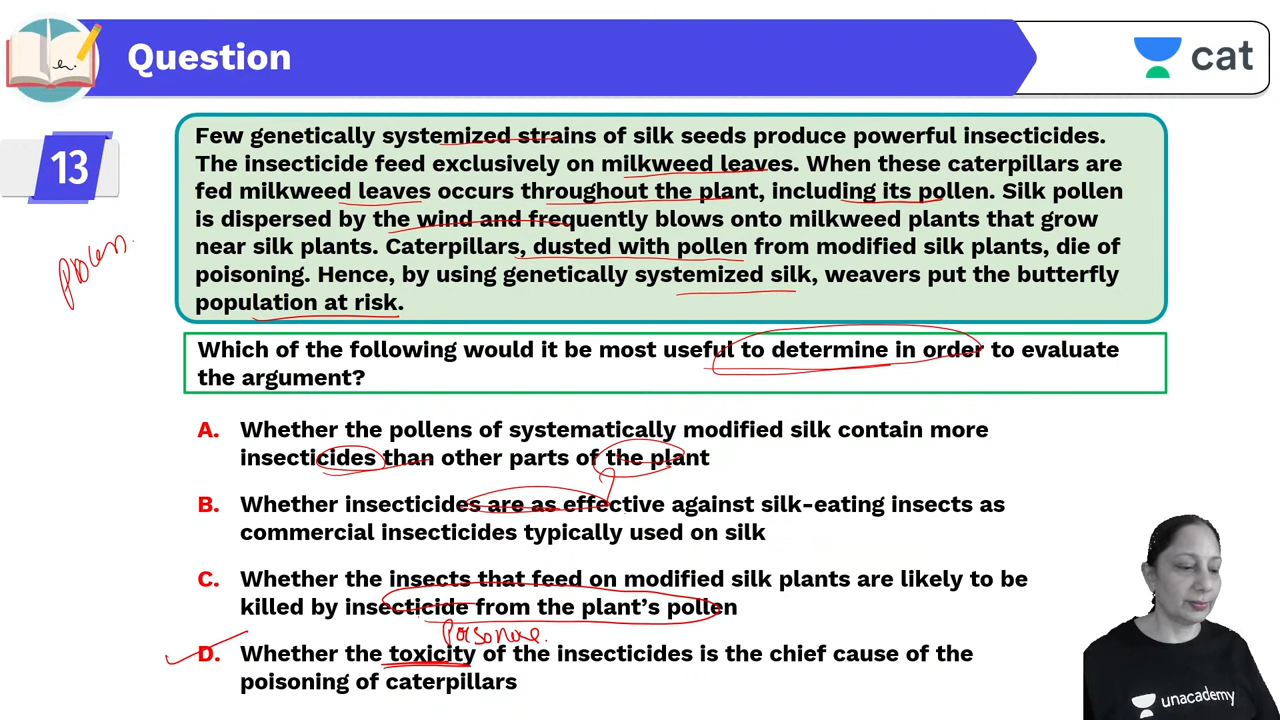 Question
cat
13
Few genetically systemized strains of silk seeds produce powerful insecticides.
The insecticide feed exclusively on milkweed leaves. When these caterpillars are
fed milkweed leaves occurs throughout the plant, including its pollen. Silk pollen
is dispersed by the wind and frequently blows onto milkweed plants that grow
near silk plants. Caterpillars, dusted with pollen from modified silk plants, die of
poisoning. Hence, by using genetically systemized silk, weavers put the butterfly
population at risk.
Which of the following would it be most useful to determine in order to evaluate
the argument?
A. Whether the pollens of systematically modified silk contain more
insecticides than other parts of the plant
B. Whether insecticides are as effective against silk-eating insects as
commercial insecticides typically used on silk
C. Whether the insects that feed on modified silk plants are likely to be
killed by insecticide from the plant's pollen
D. Whether the toxicity of the insecticides is the chief cause of the
poisoning of caterpillars
unacademy